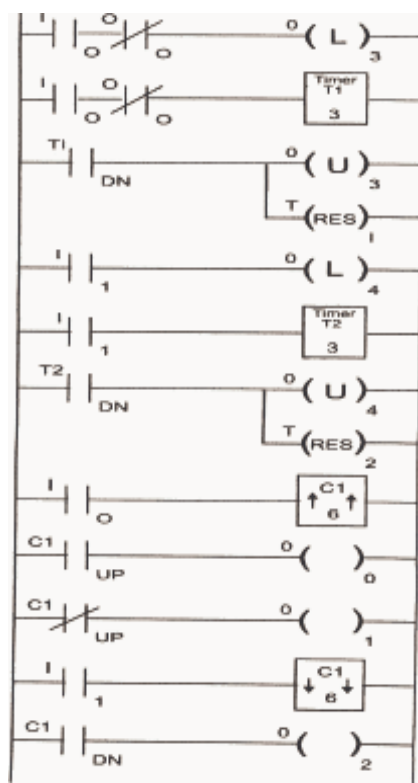 I O O O O ( L ) 3
I O O O Timer T1 3
T1 DN O ( U ) 3
T (RES) 1
I 1 O ( L ) 4
I 1 Timer T2 3
T2 DN O ( U ) 4
T (RES) 2
I O ↑ C1 6 ↑
C1 UP O ( ) 0
C1 UP O ( ) 1
I 1 ↓ C1 6 ↓
C1 DN O ( ) 2